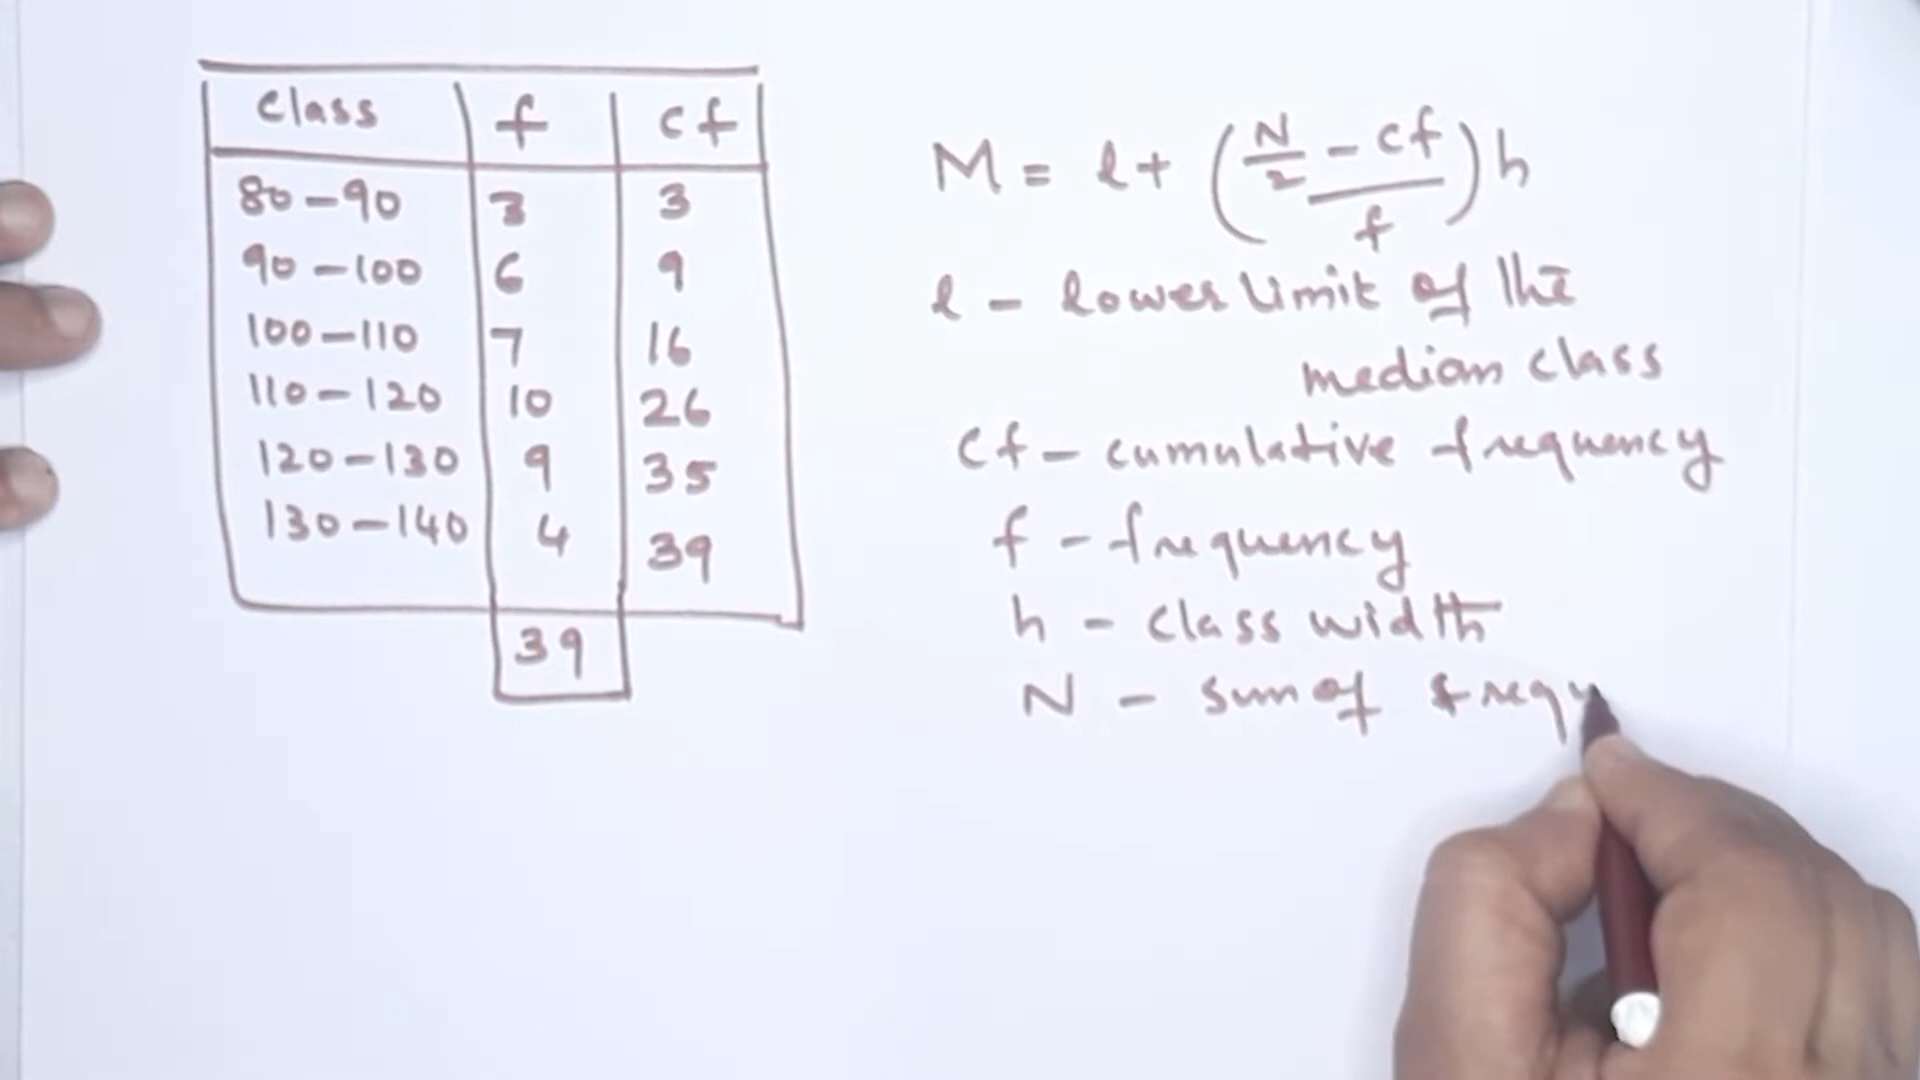 Class f cf
80-90 3 3
90-100 6 9
100-110 7 16
110-120 10 26
120-130 9 35
130-140 4 39
39
M = l + (N/2 - cf / f) h
l - lower limit of the
median class
Cf - cumulative frequency
f - frequency
h - class width
N - sum of frequ